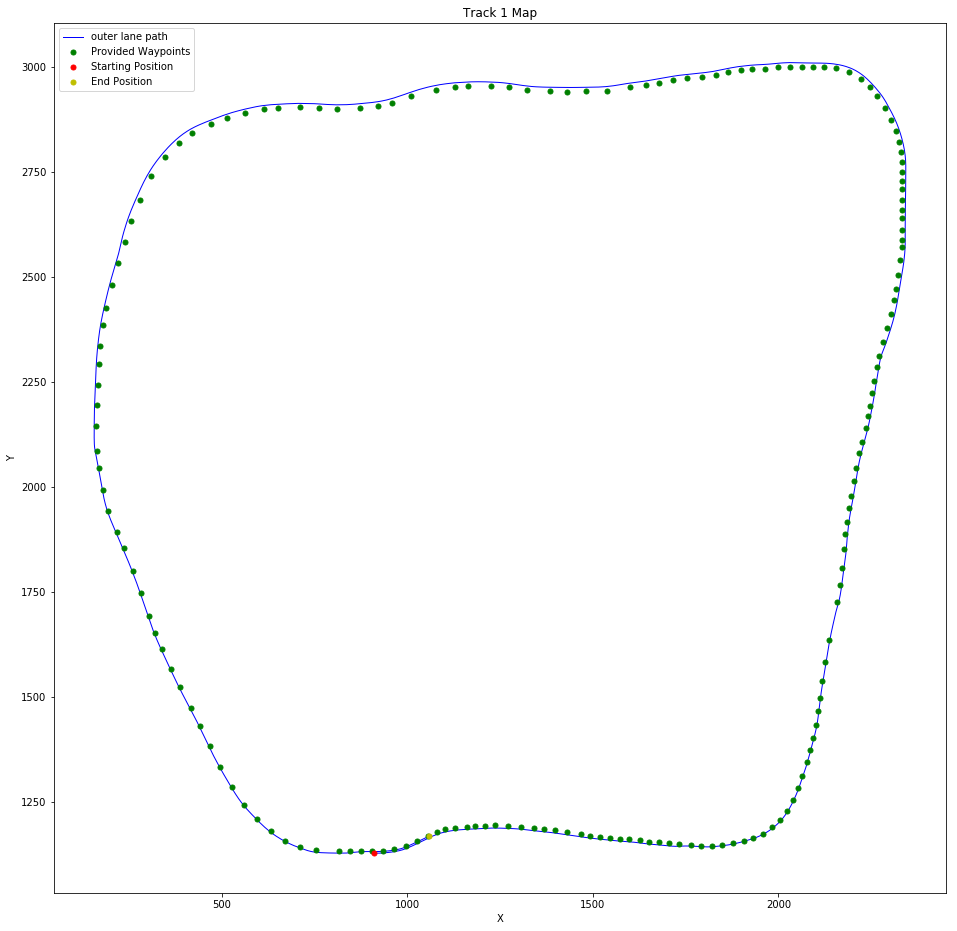 Track 1 Map
outer lane path
Provided Waypoints
Starting Position
End Position
3000
2750
2500
2250
2000
1750
1500
1250
Y
500
1000
1500
2000
X